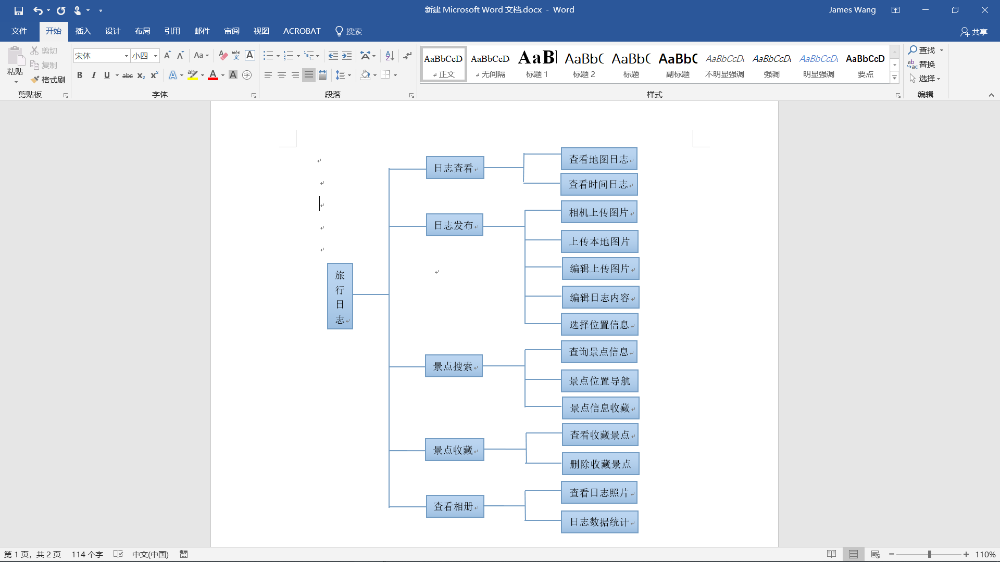 新建 Microsoft Word 文档.docx - Word
James Wang
文件 开始 插入 设计 布局 引用 邮件 审阅 视图 ACROBAT 搜索
共享
粘贴
剪切
复制
格式刷
剪贴板
宋体 小四
字体
段落
AaBbCcD AaBbCcD AaBl AaBb( AaBb( AaBb( AaBbCcDo AaBbCcDo AaBbCcDo AaBbCcD
正文 无间隔 标题 1 标题 2 标题 副标题 不明显强调 强调 明显强调 要点
样式
查找
替换
选择
编辑
旅行日志
日志查看
查看地图日志
查看时间日志
日志发布
相机上传图片
上传本地图片
编辑上传图片
编辑日志内容
选择位置信息
景点搜索
查询景点信息
景点位置导航
景点信息收藏
景点收藏
查看收藏景点
删除收藏景点
查看相册
查看日志照片
日志数据统计
第 1 页，共 2 页 114 个字 中文(中国)
110%